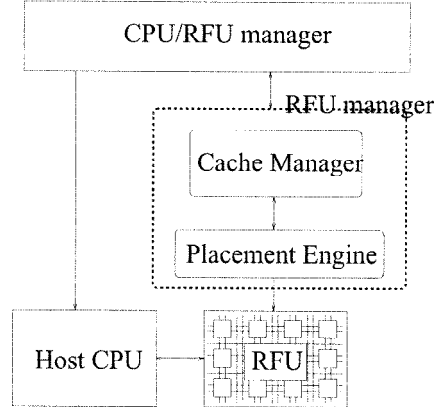 CPU/RFU manager
RFU manager
Cache Manager
Placement Engine
Host CPU
RFU